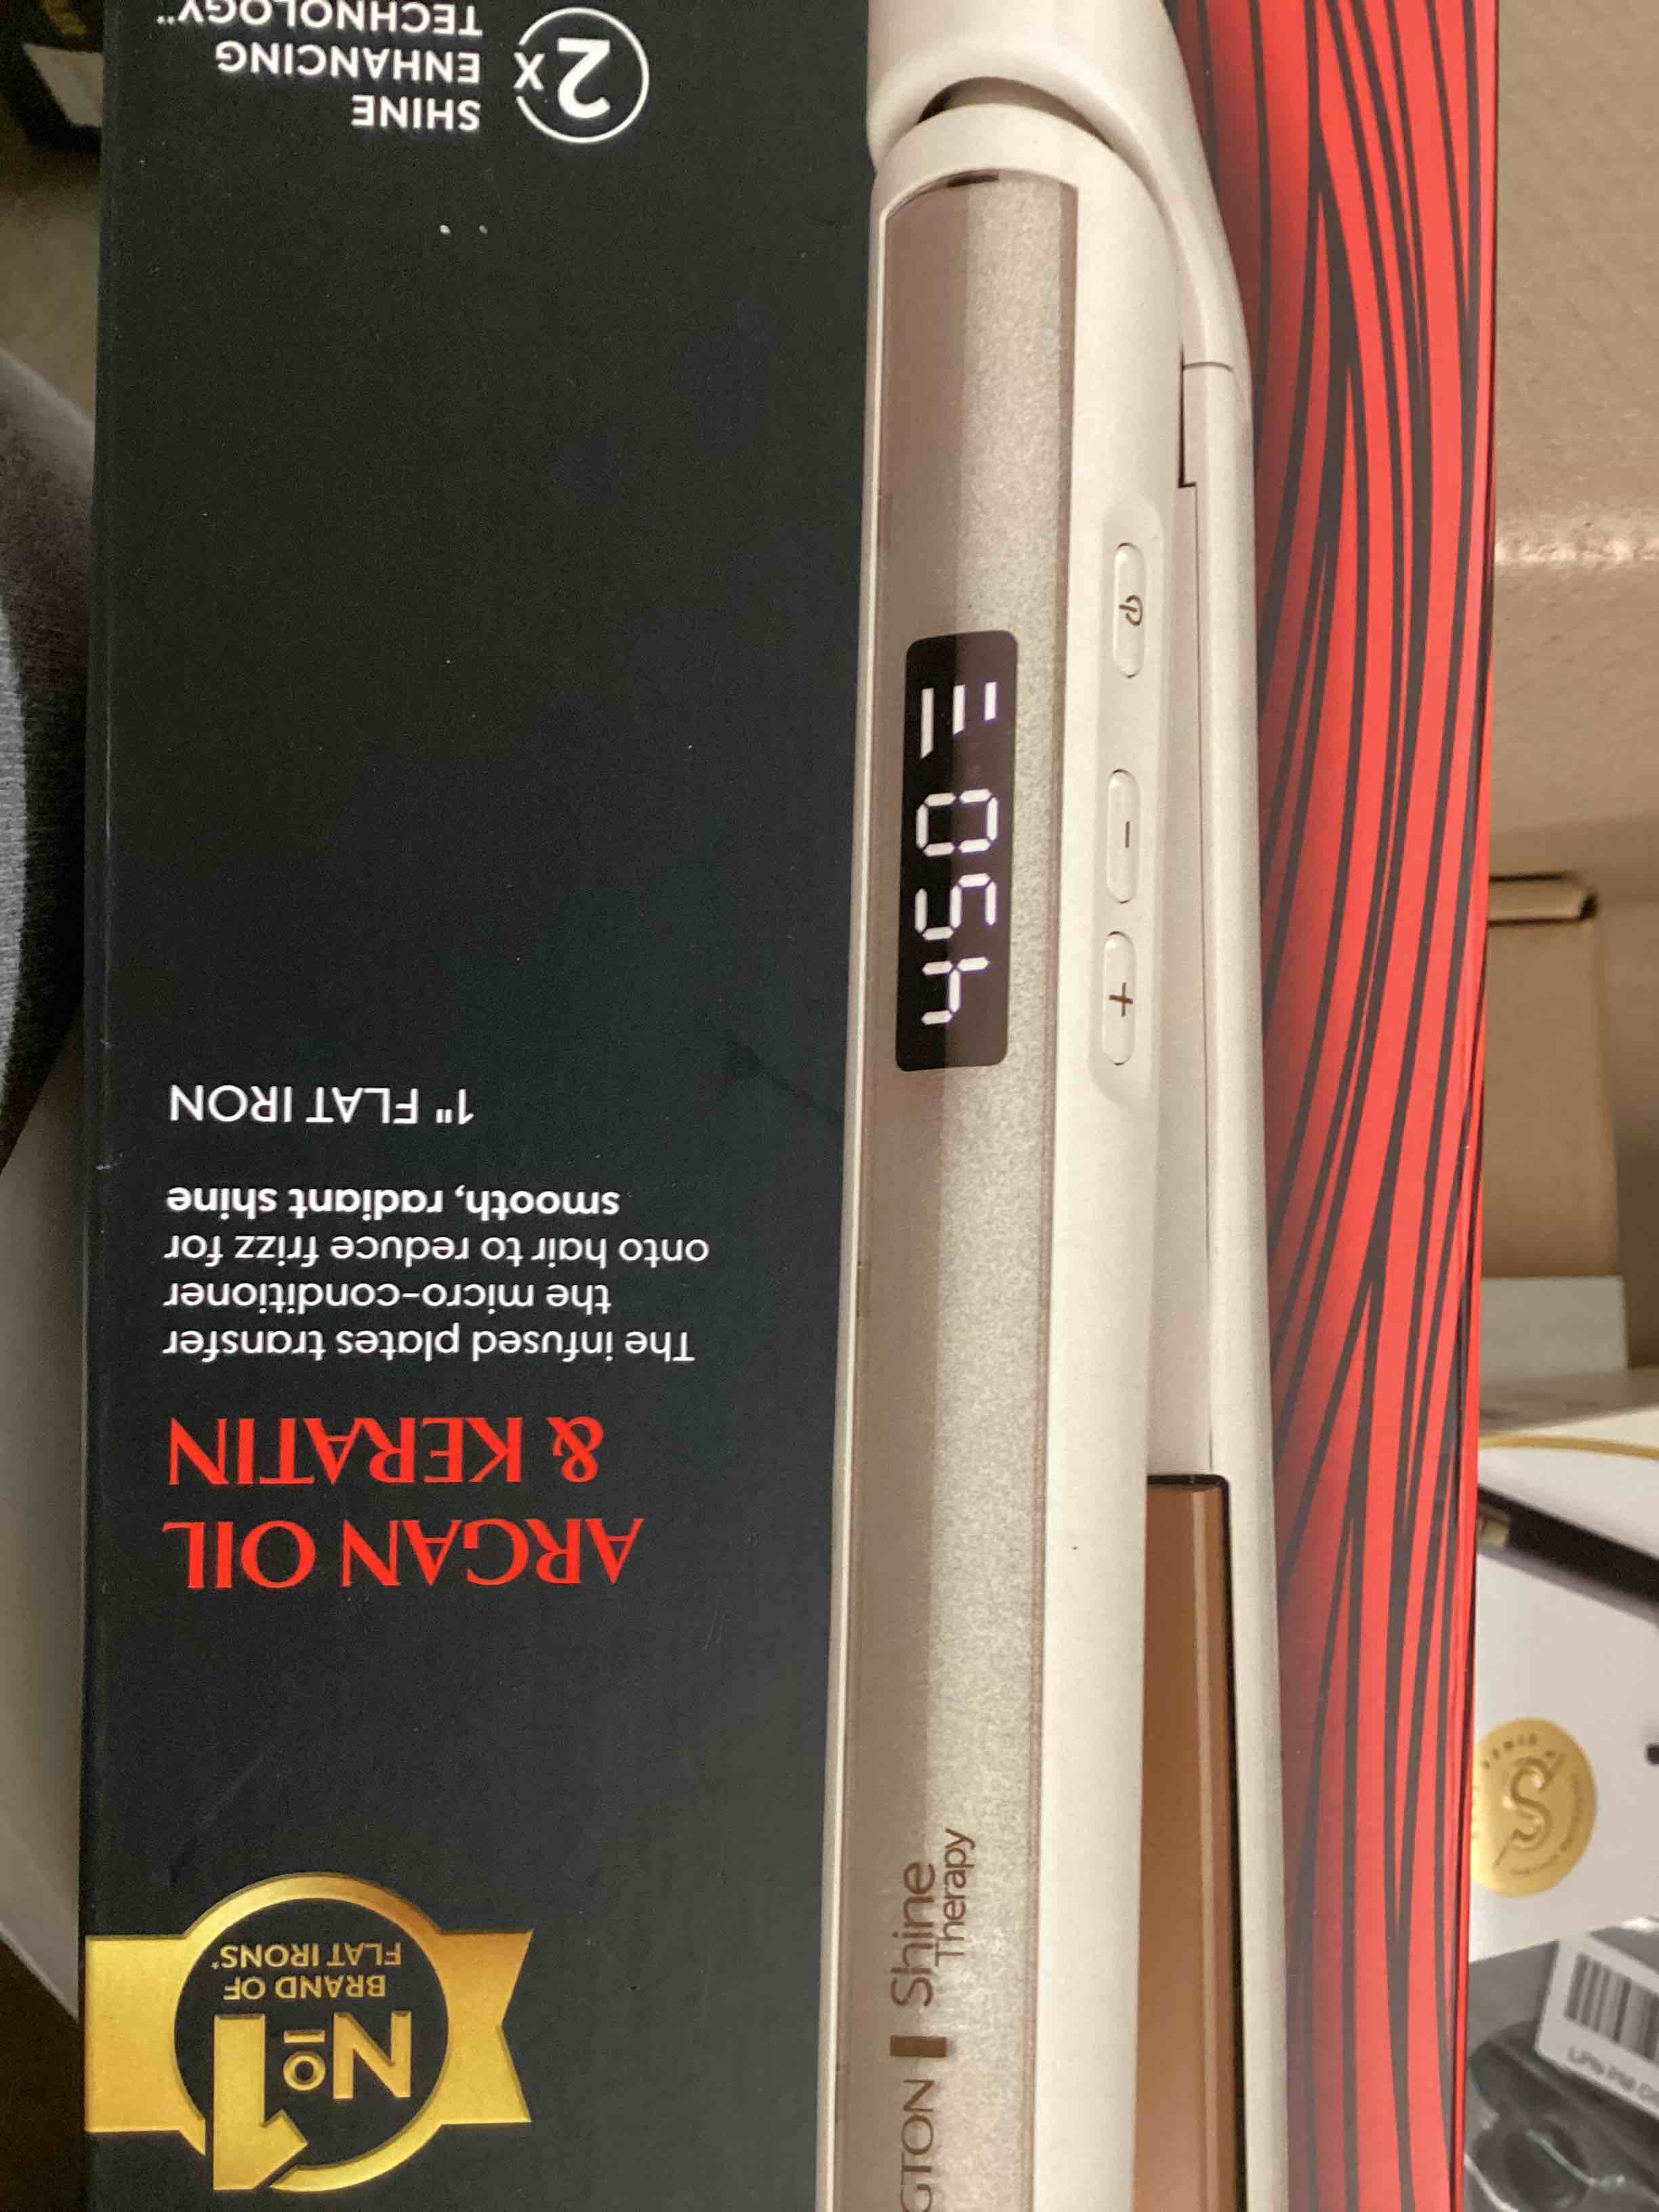 No1
BRAND OF
FLAT IRONS*
ARGAN OIL
& KERATIN
The infused plates transfer
the micro-conditioner
onto hair to reduce frizz for
smooth, radiant shine
1" FLAT IRON
2x
SHINE
ENHANCING
TECHNOLOGY™
GTON | Shine
Therapy
450
+
-
S